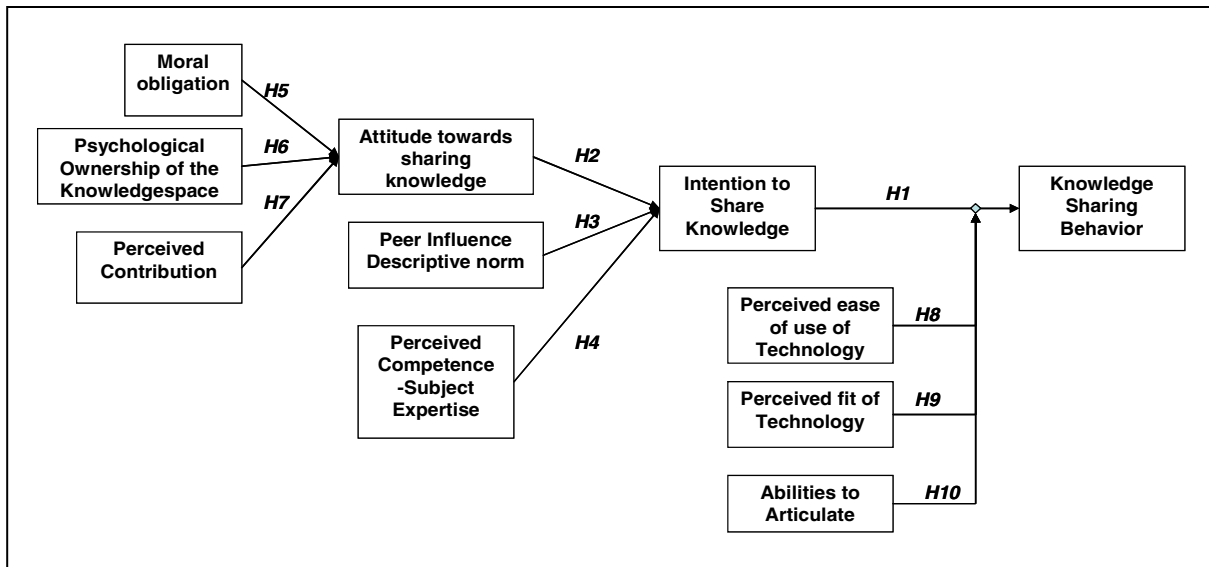 Moral
obligation
H5
Psychological
Ownership of the
Knowledgespace
H6
Perceived
Contribution
H7
Attitude towards
sharing
knowledge
H2
Peer Influence
Descriptive norm
H3
Perceived
Competence
-Subject
Expertise
H4
Intention to
Share
Knowledge
H1
Knowledge
Sharing
Behavior
Perceived ease
of use of
Technology
H8
Perceived fit of
Technology
H9
Abilities to
Articulate
H10